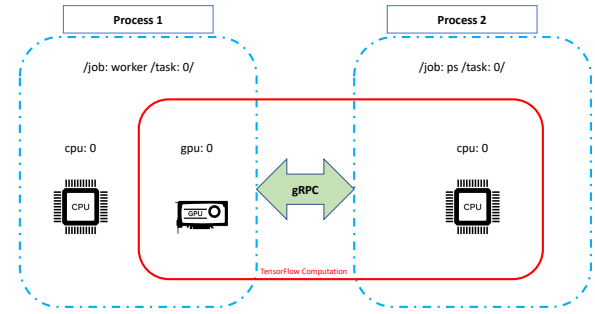 Process 1
Process 2
/job: worker /task: 0/
/job: ps /task: 0/
cpu: 0
gpu: 0
cpu: 0
CPU
GPU
gRPC
CPU
TensorFlow Computation